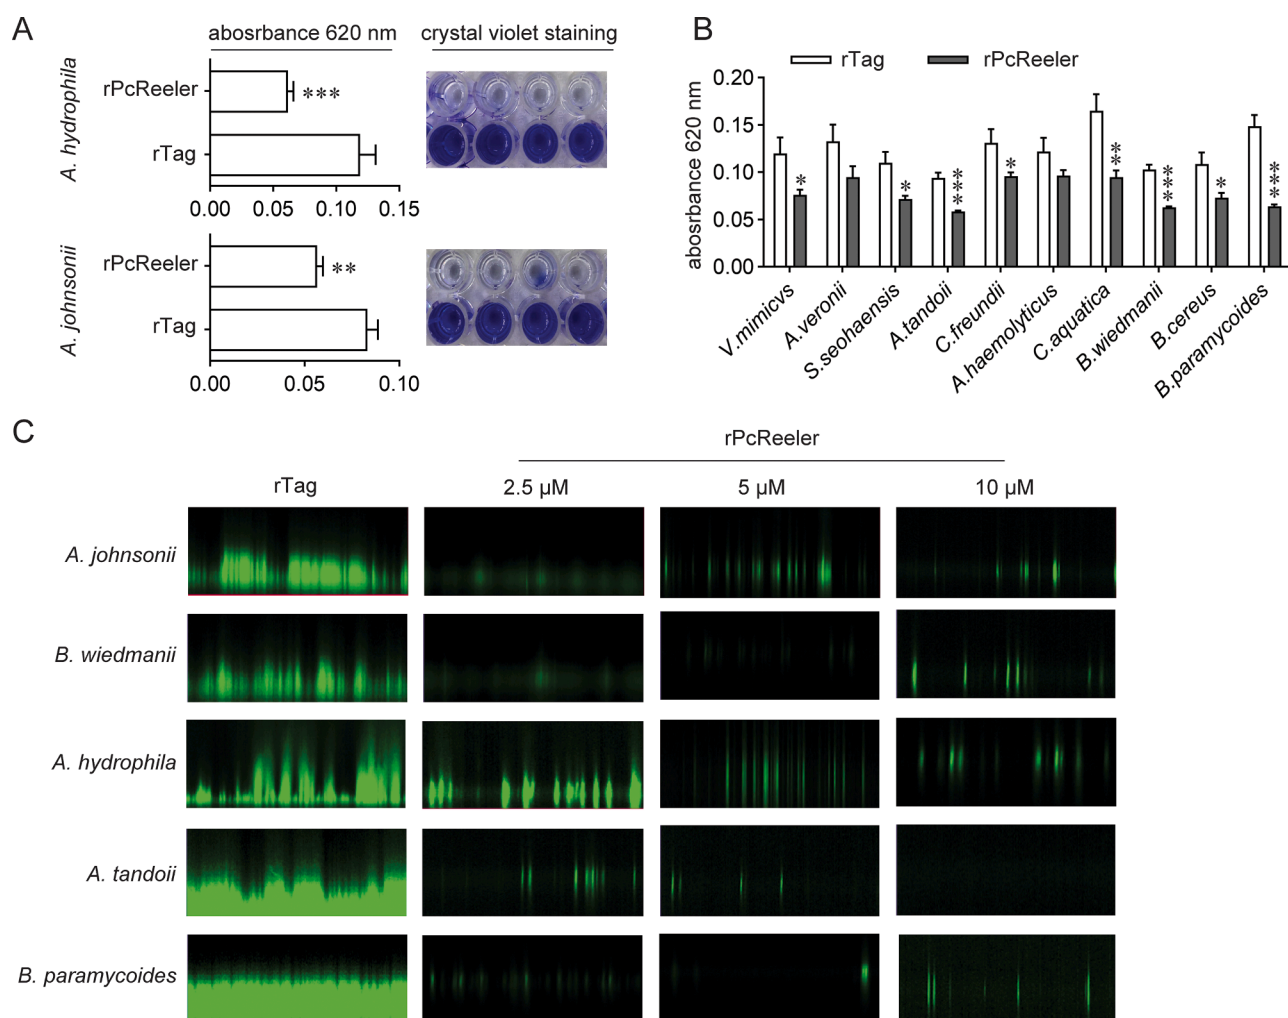 A
abosrbance 620 nm
crystal violet staining
A. hydrophila
rPcReeler
***
rTag
0.00 0.05 0.10 0.15
A. johnsonii
rPcReeler
**
rTag
0.00 0.05 0.10
B
rTag rPcReeler
abosrbance 620 nm
0.20
0.15
0.10
0.05
0.00
* * *** * ** *** * ***
V.mimicvs
A.veronii
S.seohaensis
A.tandoii
C.freundii
A.haemolyticus
C.aquatica
B.wiedmanii
B.cereus
B.paramycoides
C
rPcReeler
rTag 2.5 µM 5 µM 10 µM
A. johnsonii
B. wiedmanii
A. hydrophila
A. tandoii
B. paramycoides